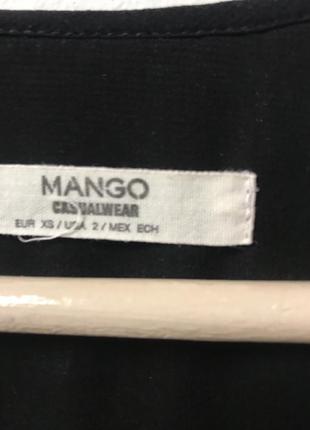 MANGO
CASUALWEAR
EUR XS / USA 2 / MEX ECH